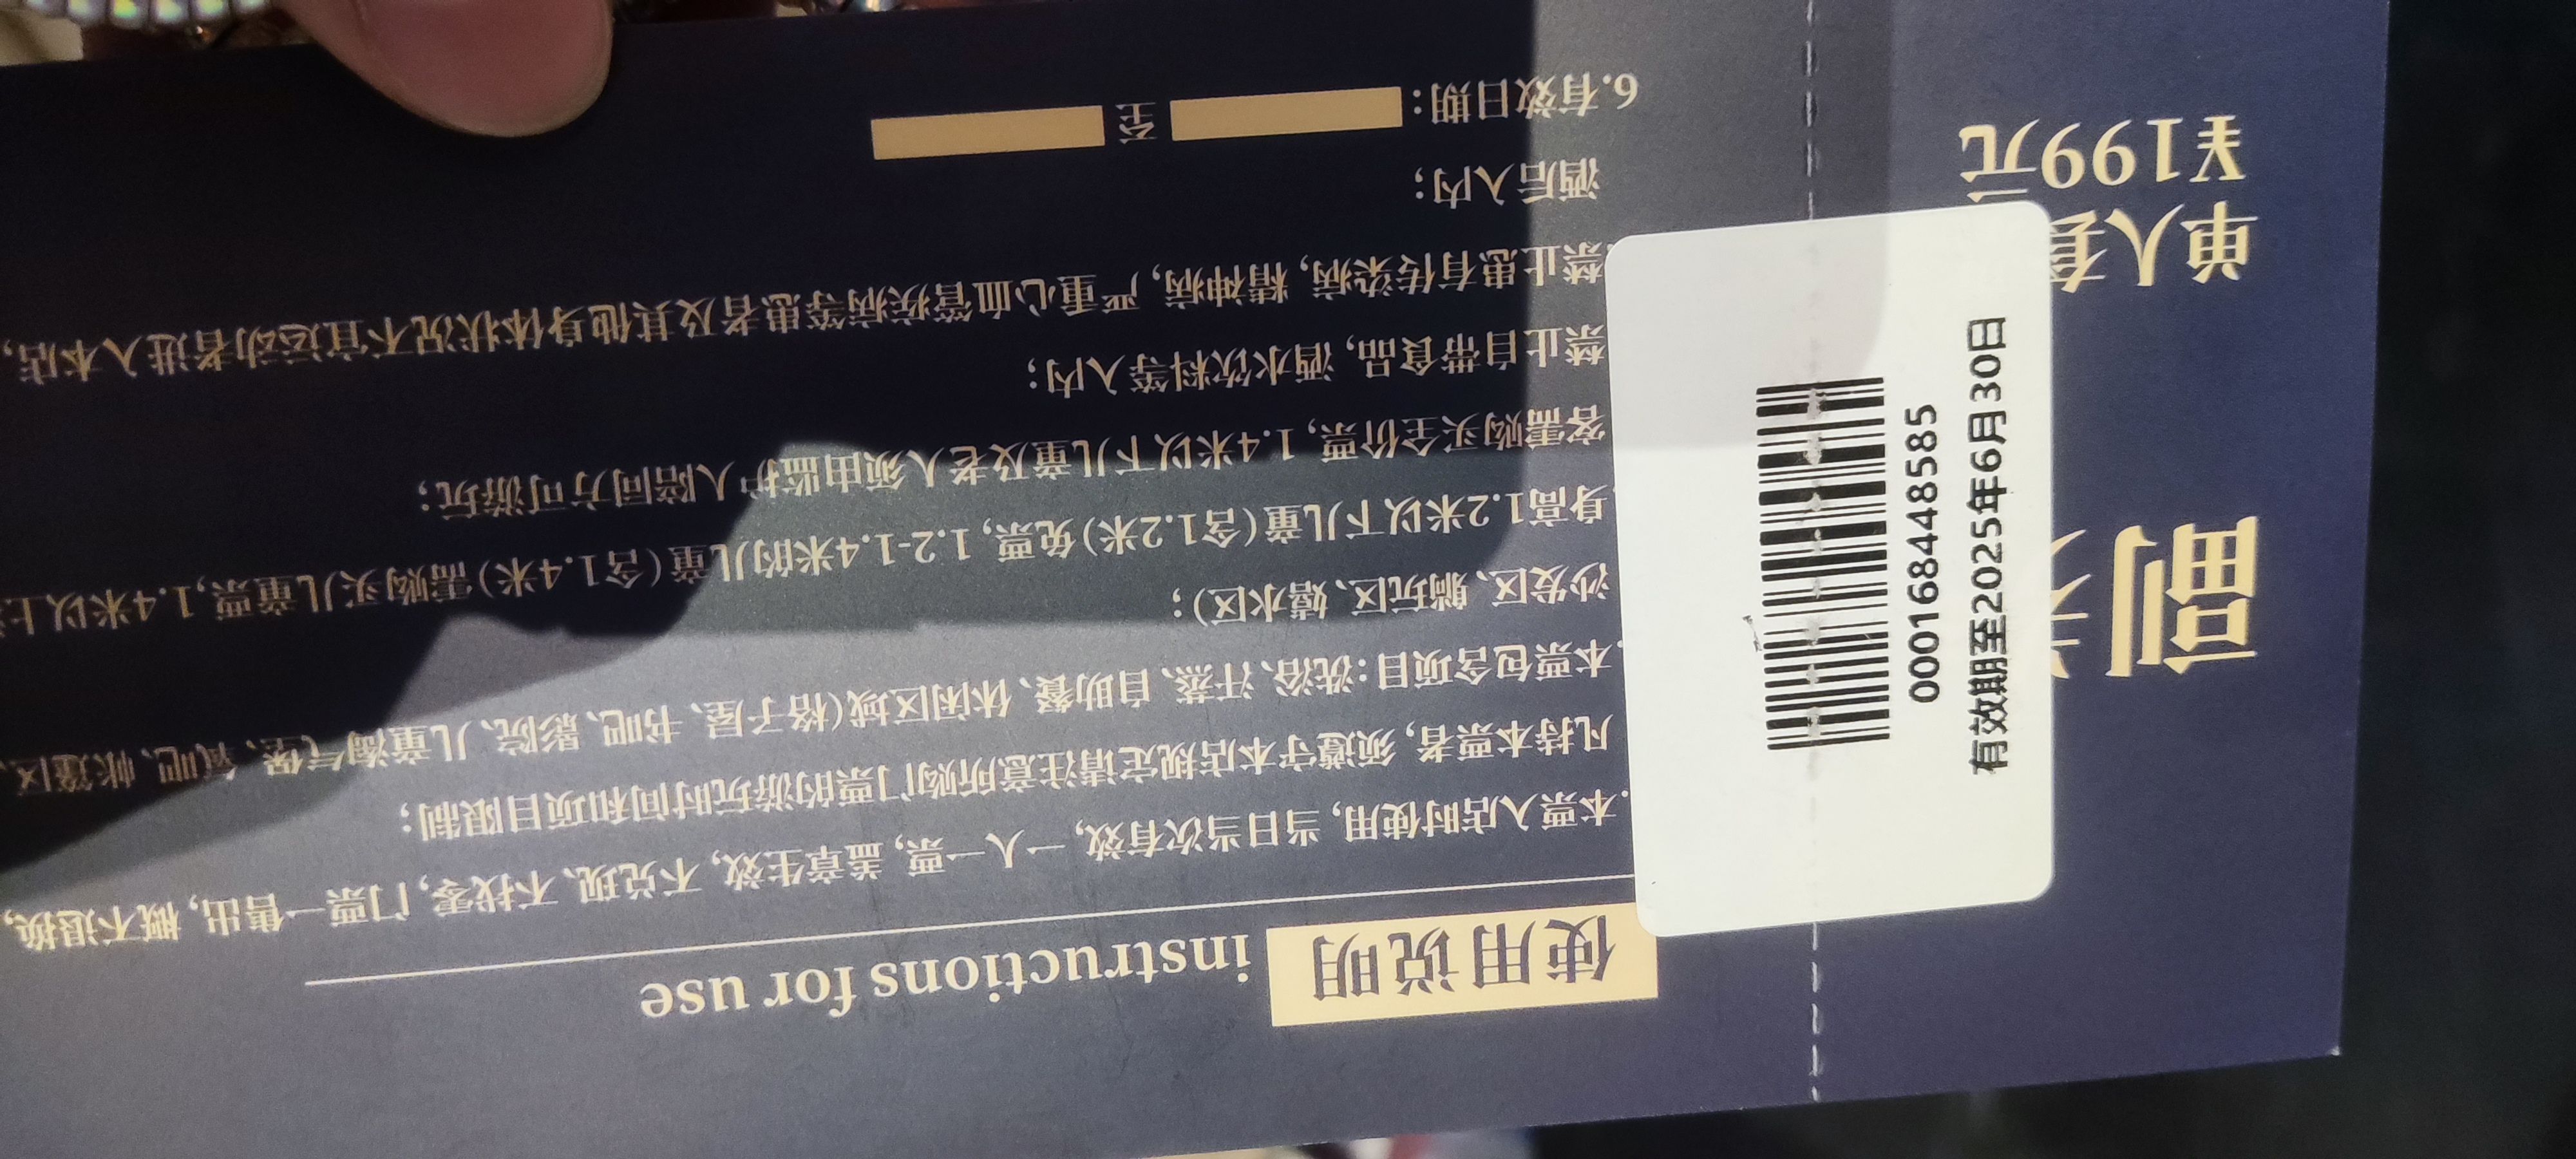 使用说明 instructions for use
.本票入店时使用，当日当次有效，一人一票，盖章生效，不兑现、不找零，门票一售出，概不退换，
凡持本票者，须遵守本店规定请注意所购门票的游玩时间和项目限制；
.本票包含项目：洗浴、汗蒸、自助餐、休闲区域（格子屋、书吧、影院、儿童淘气堡、氧吧、帐篷区、
沙发区、躺玩区、嬉水区）；
身高1.2米以下儿童（含1.2米）免票，1.2-1.4米的儿童（含1.4米）需购买儿童票，1.4米以上
客需购买全价票，1.4米以下儿童及老人须由监护人陪同方可游玩；
禁止自带食品，酒水饮料等入内；
禁止患有传染病，精神病，严重心血管疾病等患者及其他身体状况不宜运动者进入本店，
酒后入内；
6.有效日期： 至
副
单人套
¥199元
00016848448585
有效期至2025年6月30日